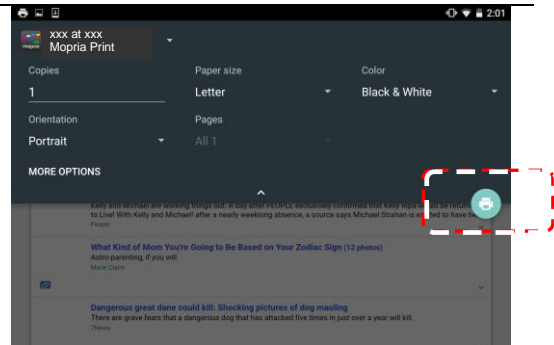 2:01
xxx at xxx
Mopria Print
mopria
Copies
Paper size
Color
1
Letter
Black & White
Orientation
Pages
Portrait
All 1
MORE OPTIONS
Kelly and Michael are working things out. A day after PEOPLE exclusively confirmed that Kelly Ripa would be return
to Live! With Kelly and Michael! after a nearly weeklong absence, a source says Michael Strahan is excited to have he
People
What Kind of Mom You're Going to Be Based on Your Zodiac Sign (12 photos)
Astro-parenting, if you will.
Marie Claire
Dangerous great dane could kill: Shocking pictures of dog mauling
There are grave fears that a dangerous dog that has attacked five times in just over a year will kill.
7News